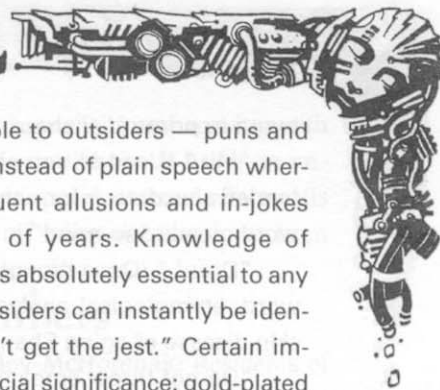 ble to outsiders — puns and
nstead of plain speech wher-
uent allusions and in-jokes
of years. Knowledge of
s absolutely essential to any
siders can instantly be iden-
't get the jest." Certain im-
cial significance: gold-plated